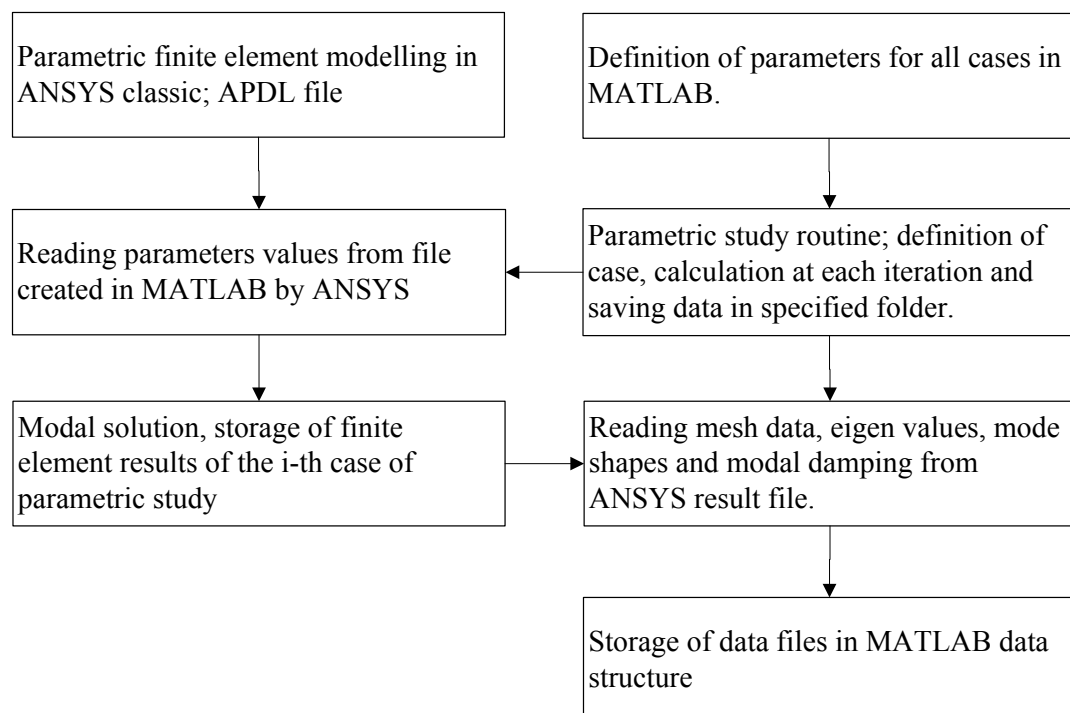 Parametric finite element modelling in
ANSYS classic; APDL file
Definition of parameters for all cases in
MATLAB.
Reading parameters values from file
created in MATLAB by ANSYS
Parametric study routine; definition of
case, calculation at each iteration and
saving data in specified folder.
Modal solution, storage of finite
element results of the i-th case of
parametric study
Reading mesh data, eigen values, mode
shapes and modal damping from
ANSYS result file.
Storage of data files in MATLAB data
structure